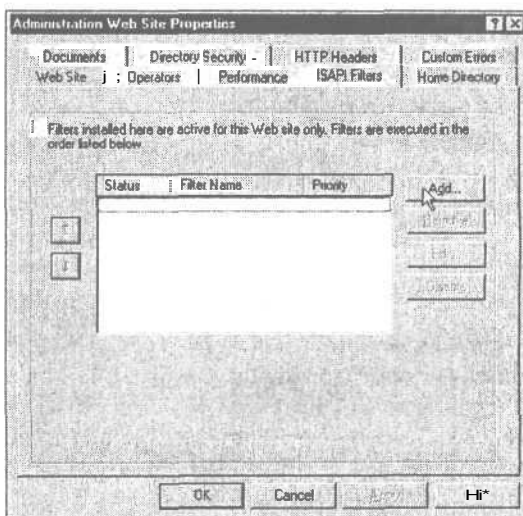 Administration Web Site Properties ? X
Documents | Directory Security - | HTTP Headers | Custom Errors
Web Site j ; Operators | Performance ISAPI Filters Home Directory
Filters installed here are active for this Web site only. Filters are executed in the
order listed below.
Status Filter Name Priority
Add...
OK Cancel Apply Hi*